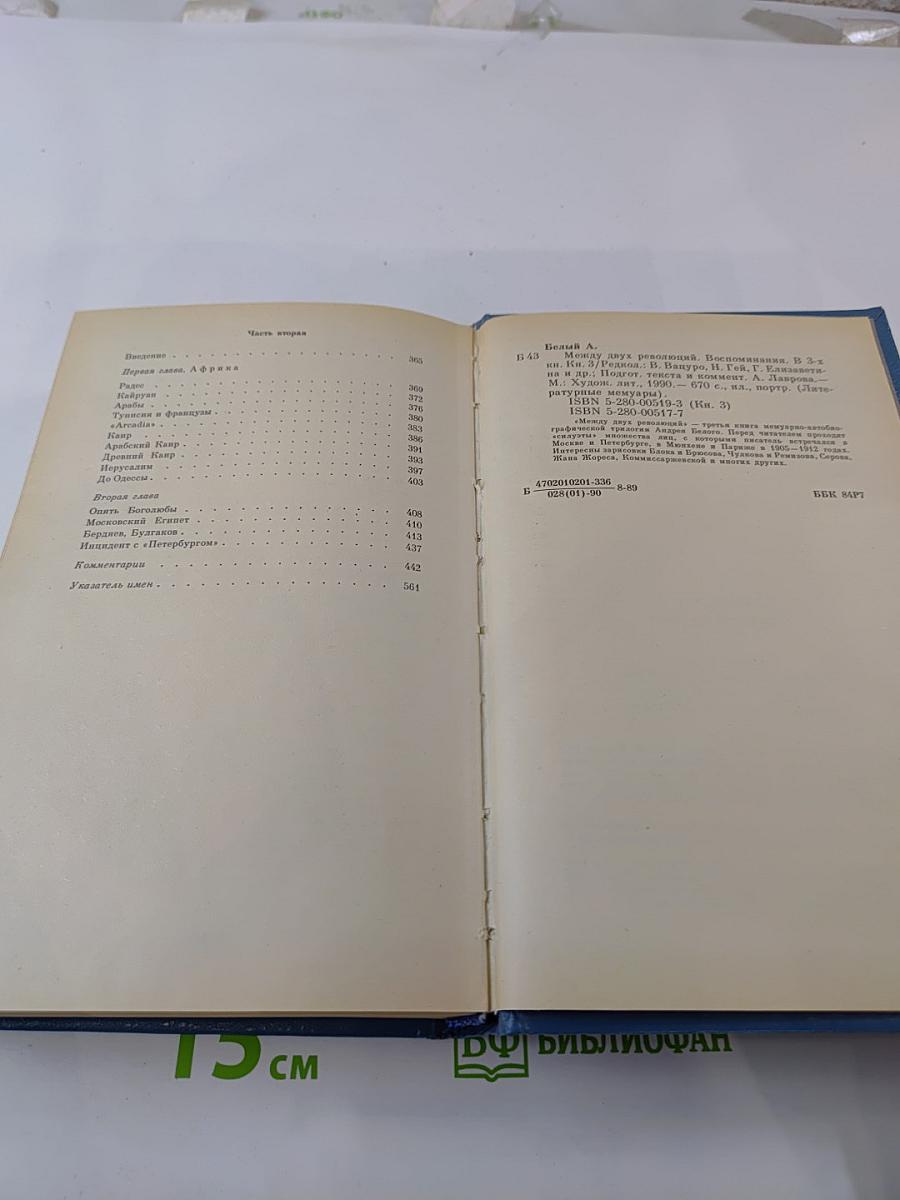 Часть вторая
Введение . . . . . . . . . . . . . . . 365
Первая глава. Африка
Радес . . . . . . . . . . . . . . . 369
Кайруан . . . . . . . . . . . . . . . 372
Арабы . . . . . . . . . . . . . . . 376
Тунисия и французы . . . . . . . . . . . 380
«Arcadia» . . . . . . . . . . . . . . . 383
Каир . . . . . . . . . . . . . . . 386
Арабский Каир . . . . . . . . . . . . . 391
Древний Каир . . . . . . . . . . . . . 393
Иерусалим . . . . . . . . . . . . . . . 397
До Одессы . . . . . . . . . . . . . . . 403
Вторая глава
Опять Боголюбы . . . . . . . . . . . . . 408
Московский Египет . . . . . . . . . . . . 410
Бердяев, Булгаков . . . . . . . . . . . . 413
Инцидент с «Петербургом» . . . . . . . . . . 437
Комментарии . . . . . . . . . . . . . . 442
Указатель имен . . . . . . . . . . . . . 561
Белый А.
Б 43 Между двух революций. Воспоминания. В 3-х
кн. Кн. 3/Редкол.: В. Вацуро, Н. Гей, Г. Елизавети-
на и др.; Подгот. текста и коммент. А. Лаврова.—
М.: Худож. лит., 1990.— 670 с., ил., портр. (Лите-
ратурные мемуары).
ISBN 5-280-00519-3 (Кн. 3)
ISBN 5-280-00517-7
«Между двух революций» — третья книга мемуарно-автобио-
графической трилогии Андрея Белого. Перед читателем проходят
«силуэты» множества лиц, с которыми писатель встречался в
Москве и Петербурге, в Мюнхене и Париже в 1905—1912 годах.
Интересны зарисовки Блока и Брюсова, Чулкова и Ремизова, Серова,
Жана Жореса, Комиссаржевской и многих других.
4702010201-336
Б 8-89
028(01)-90
ББК 84Р7
15 см
БФ БИБЛИОФАН